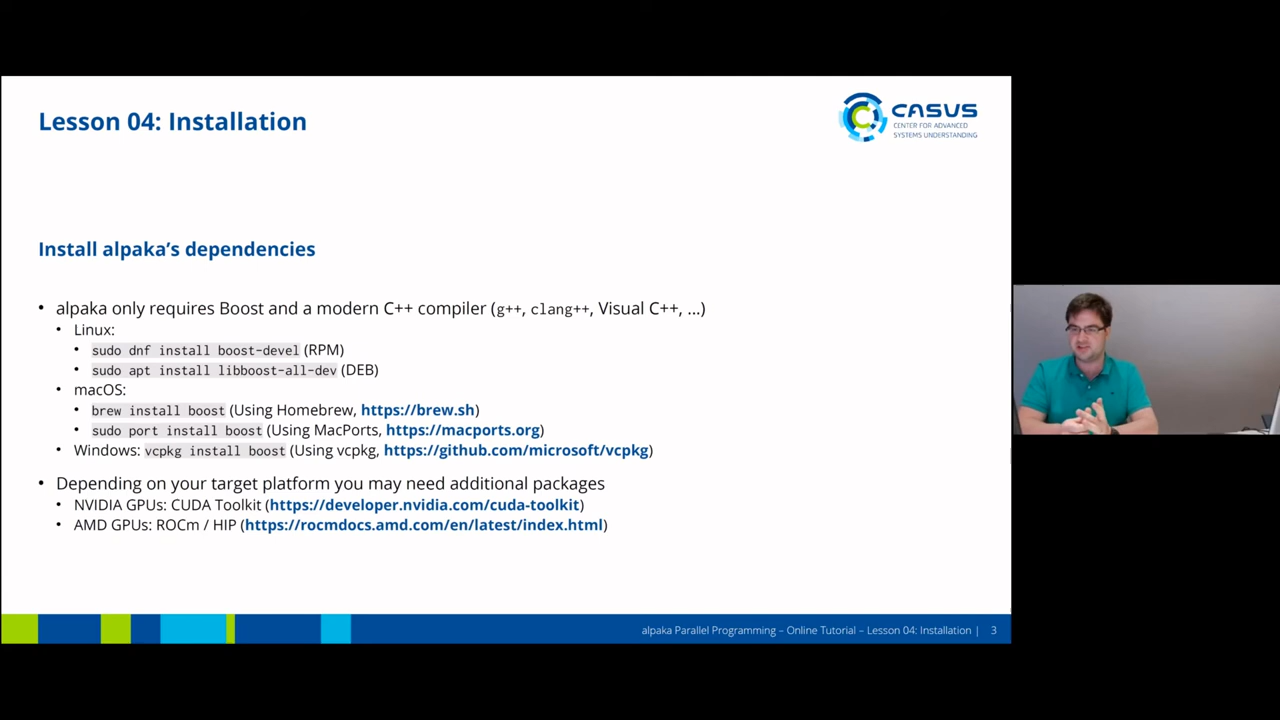 Lesson 04: Installation
CASUS
CENTER FOR ADVANCED
SYSTEMS UNDERSTANDING
Install alpaka's dependencies
• alpaka only requires Boost and a modern C++ compiler (g++, clang++, Visual C++, …)
• Linux:
• sudo dnf install boost-devel (RPM)
• sudo apt install libboost-all-dev (DEB)
• macOS:
• brew install boost (Using Homebrew, https://brew.sh)
• sudo port install boost (Using MacPorts, https://macports.org)
• Windows: vcpkg install boost (Using vcpkg, https://github.com/microsoft/vcpkg)
• Depending on your target platform you may need additional packages
• NVIDIA GPUs: CUDA Toolkit (https://developer.nvidia.com/cuda-toolkit)
• AMD GPUs: ROCm / HIP (https://rocmdocs.amd.com/en/latest/index.html)
alpaka Parallel Programming – Online Tutorial – Lesson 04: Installation | 3